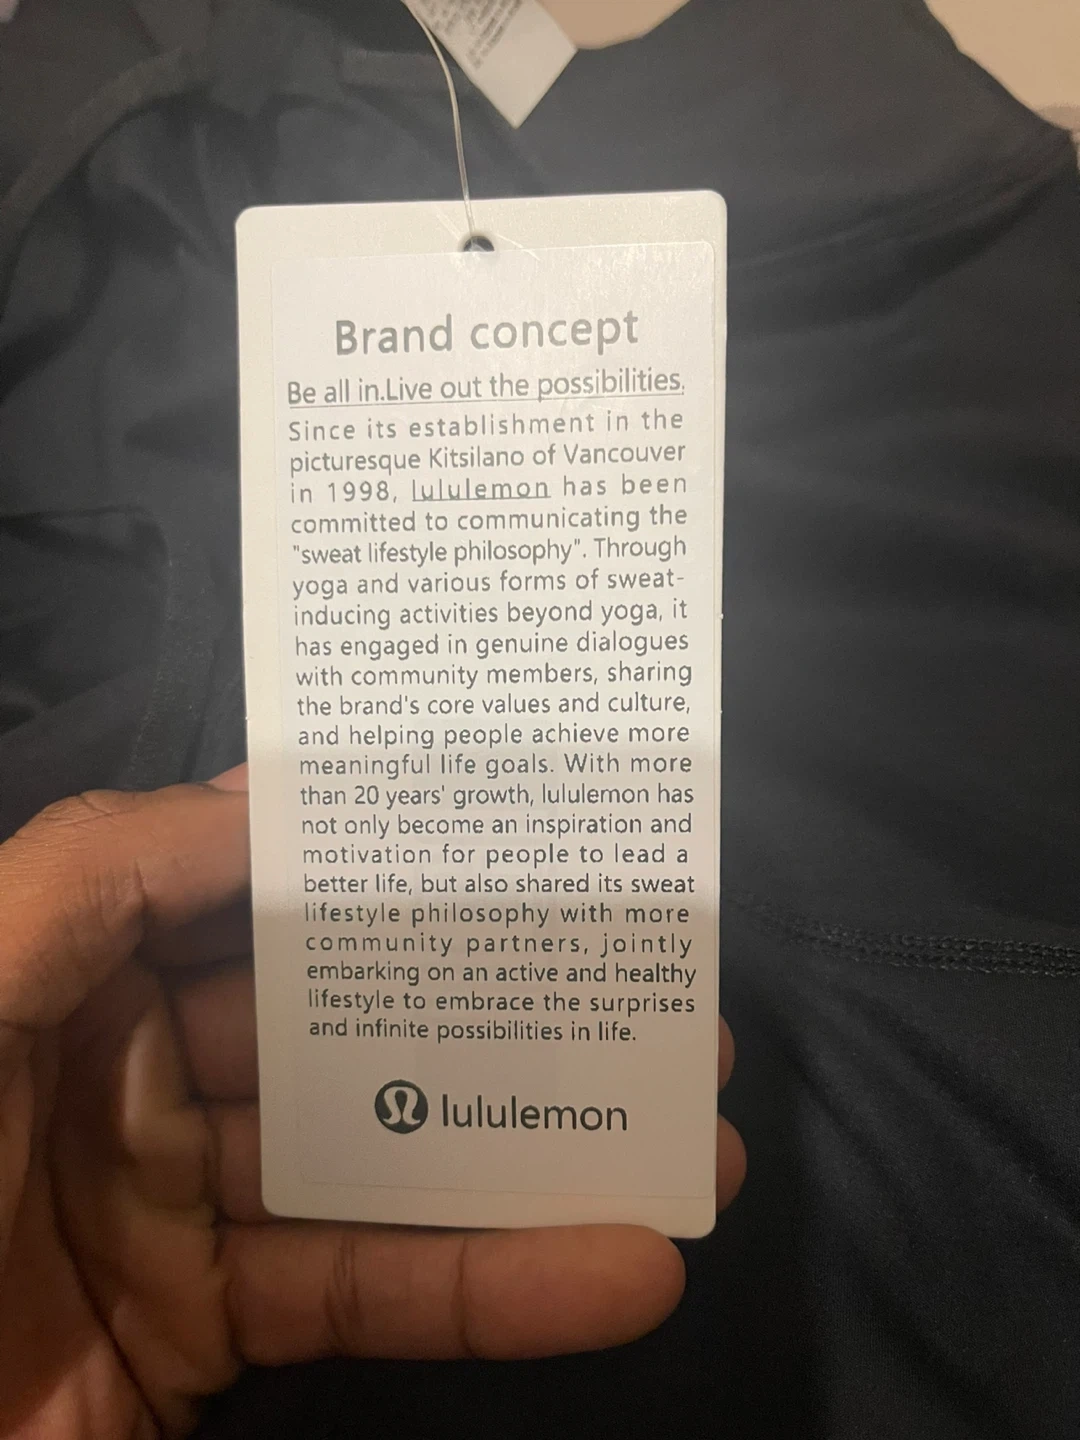 Brand concept
Be all in.Live out the possibilities.
Since its establishment in the
picturesque Kitsilano of Vancouver
in 1998, lululemon has been
committed to communicating the
"sweat lifestyle philosophy". Through
yoga and various forms of sweat-
inducing activities beyond yoga, it
has engaged in genuine dialogues
with community members, sharing
the brand's core values and culture,
and helping people achieve more
meaningful life goals. With more
than 20 years' growth, lululemon has
not only become an inspiration and
motivation for people to lead a
better life, but also shared its sweat
lifestyle philosophy with more
community partners, jointly
embarking on an active and healthy
lifestyle to embrace the surprises
and infinite possibilities in life.
lululemon